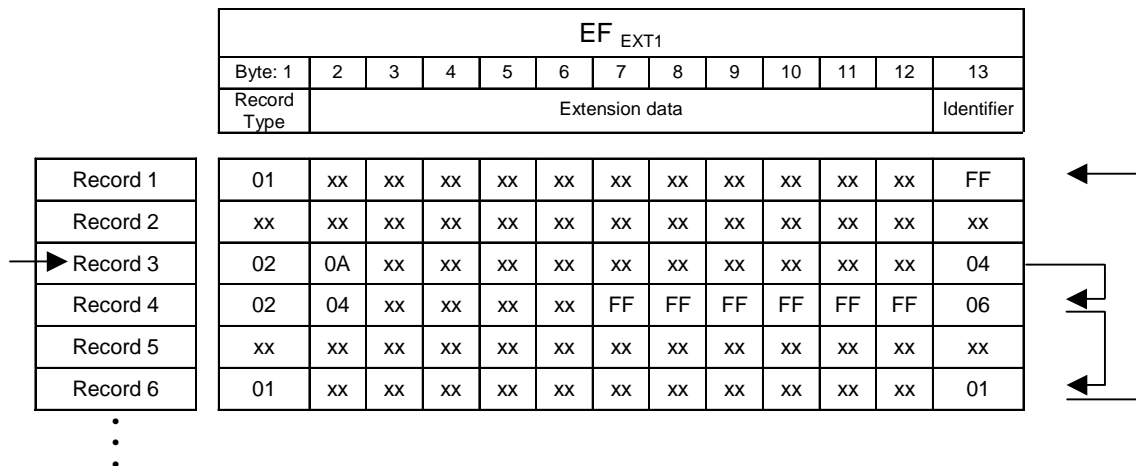 EF EXT1
Byte: 1 2 3 4 5 6 7 8 9 10 11 12 13
Record Type Extension data Identifier
Record 1 01 xx xx xx xx xx xx xx xx xx xx xx FF
Record 2 xx xx xx xx xx xx xx xx xx xx xx xx xx
Record 3 02 0A xx xx xx xx xx xx xx xx xx xx 04
Record 4 02 04 xx xx xx xx FF FF FF FF FF FF 06
Record 5 xx xx xx xx xx xx xx xx xx xx xx xx xx
Record 6 01 xx xx xx xx xx xx xx xx xx xx xx 01